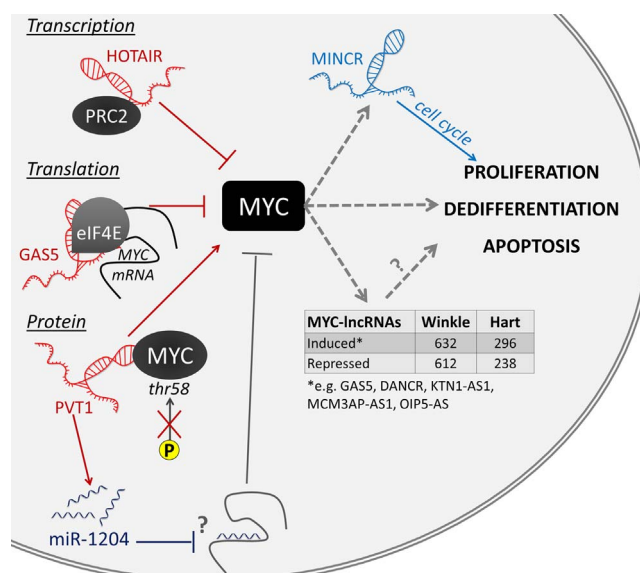 Transcription
HOTAIR
PRC2
MINCR
cell cycle
Translation
eIF4E
GAS5
MYC
mRNA
MYC
PROLIFERATION
DEDIFFERENTIATION
APOPTOSIS
?
Protein
MYC
thr58
PVT1
P
MYC-lncRNAs Winkle Hart
Induced* 632 296
Repressed 612 238
*e.g. GAS5, DANCR, KTN1-AS1,
MCM3AP-AS1, OIP5-AS
miR-1204
?